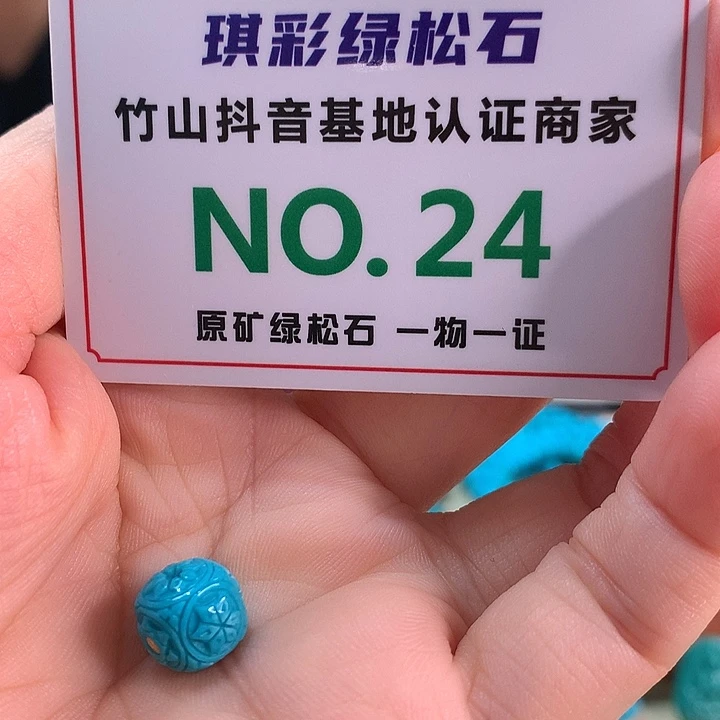 琪彩绿松石
竹山抖音基地认证商家
NO.24
原矿绿松石 一物一证